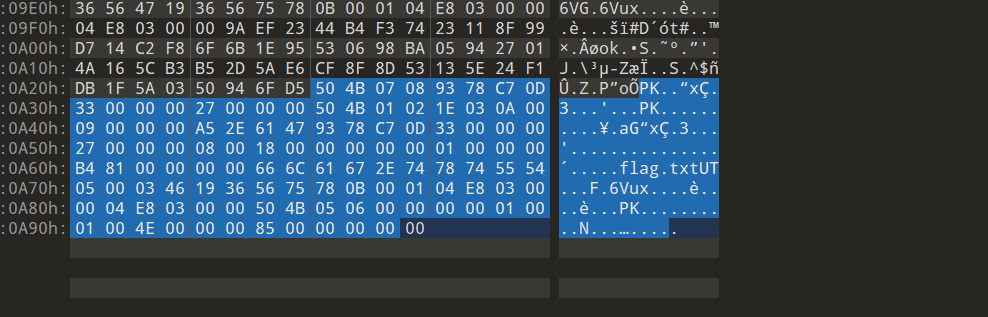 :09E0h: 36 56 47 19 36 56 75 78 0B 00 01 04 E8 03 00 00 6VG.6Vux....è...
:09F0h: 04 E8 03 00 00 9A EF 23 44 B4 F3 74 23 11 8F 99 .è...šï#D´ót#..™
:0A00h: D7 14 C2 F8 6F 6B 1E 95 53 06 98 BA 05 94 27 01 ×.Âøok.•S.˜º.”'.
:0A10h: 4A 16 5C B3 B5 2D 5A E6 CF 8F 8D 53 13 5E 24 F1 J.\³µ-ZæÏ..S.^$ñ
:0A20h: DB 1F 5A 03 50 94 6F D5 50 4B 07 08 93 78 C7 0D Û.Z.P”oÕPK..“xÇ.
:0A30h: 33 00 00 00 27 00 00 00 50 4B 01 02 1E 03 0A 00 3...'...PK......
:0A40h: 09 00 00 00 A5 2E 61 47 93 78 C7 0D 33 00 00 00 ....¥.aG“xÇ.3...
:0A50h: 27 00 00 00 08 00 18 00 00 00 00 00 01 00 00 00 '...............
:0A60h: B4 81 00 00 00 00 66 6C 61 67 2E 74 78 74 55 54 ´.....flag.txtUT
:0A70h: 05 00 03 46 19 36 56 75 78 0B 00 01 04 E8 03 00 ...F.6Vux....è..
:0A80h: 00 04 E8 03 00 00 50 4B 05 06 00 00 00 00 01 00 ..è...PK........
:0A90h: 01 00 4E 00 00 00 85 00 00 00 00 00 ..N...….....